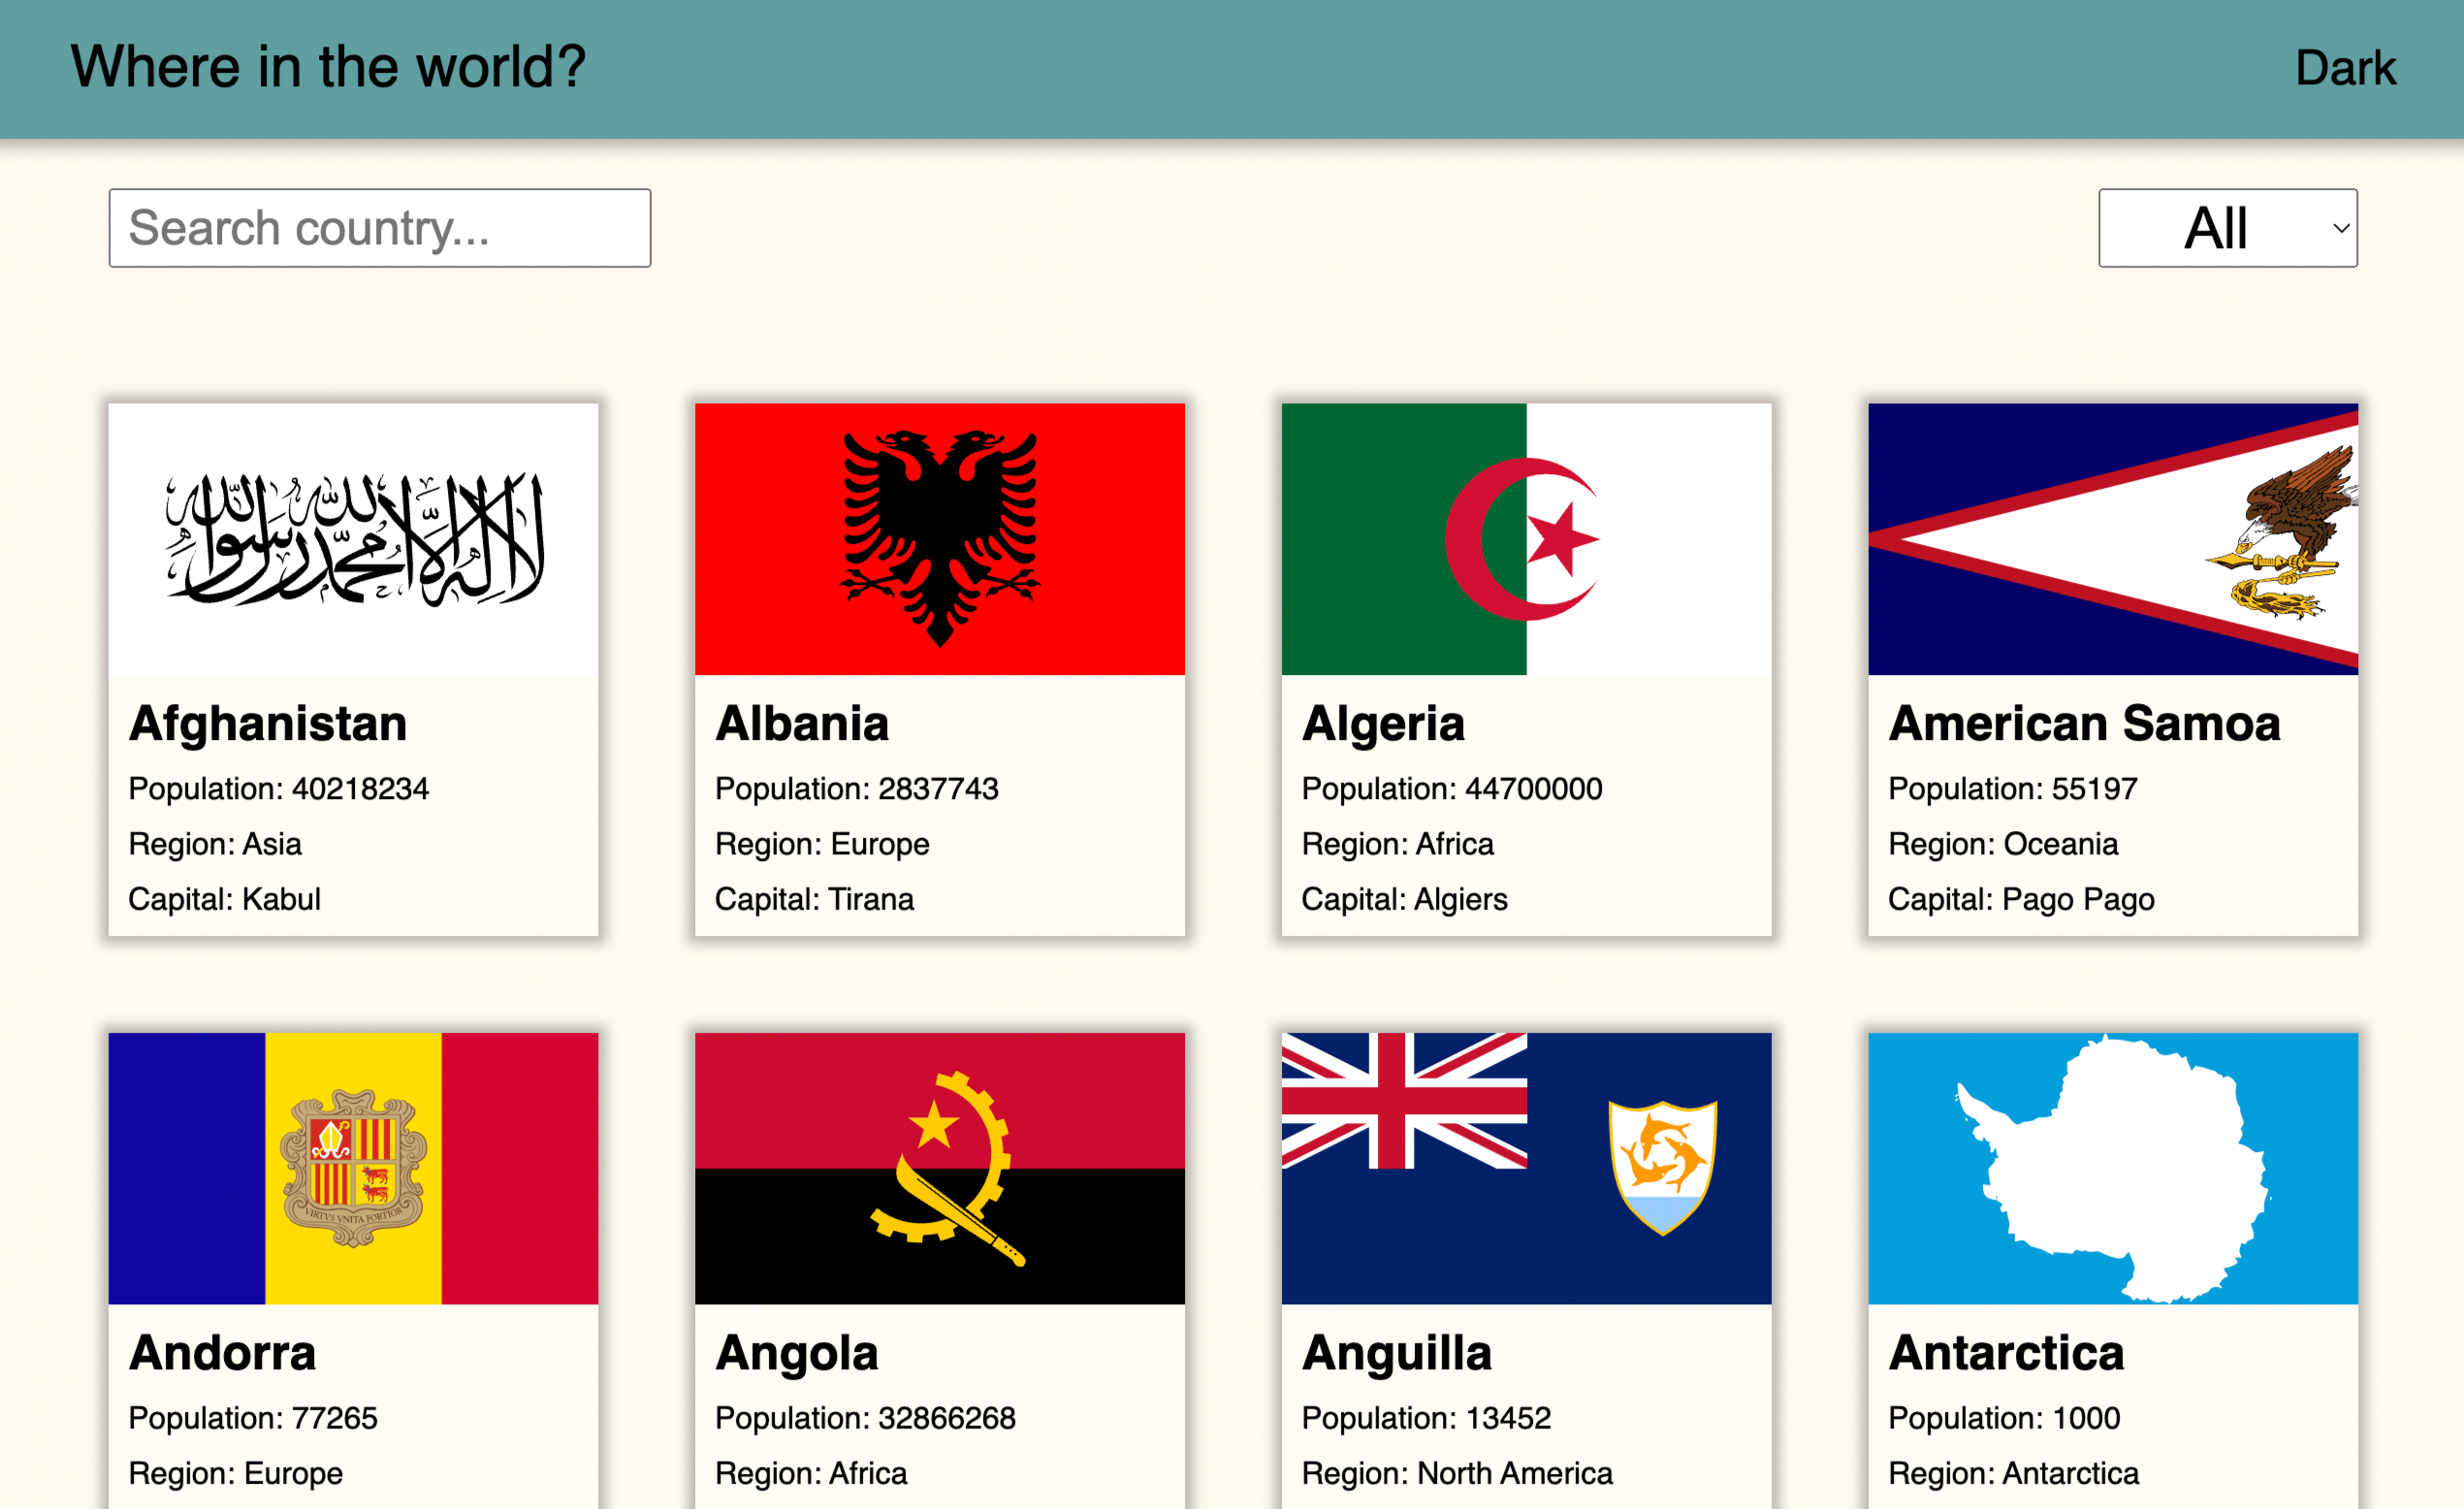 Where in the world?
Dark
Search country...
All
لا إله إلا الله محمد رسول الله
Afghanistan
Population: 40218234
Region: Asia
Capital: Kabul
Albania
Population: 2837743
Region: Europe
Capital: Tirana
Algeria
Population: 44700000
Region: Africa
Capital: Algiers
American Samoa
Population: 55197
Region: Oceania
Capital: Pago Pago
VIRTVS VNITA FORTIOR
Andorra
Population: 77265
Region: Europe
Angola
Population: 32866268
Region: Africa
Anguilla
Population: 13452
Region: North America
Antarctica
Population: 1000
Region: Antarctica